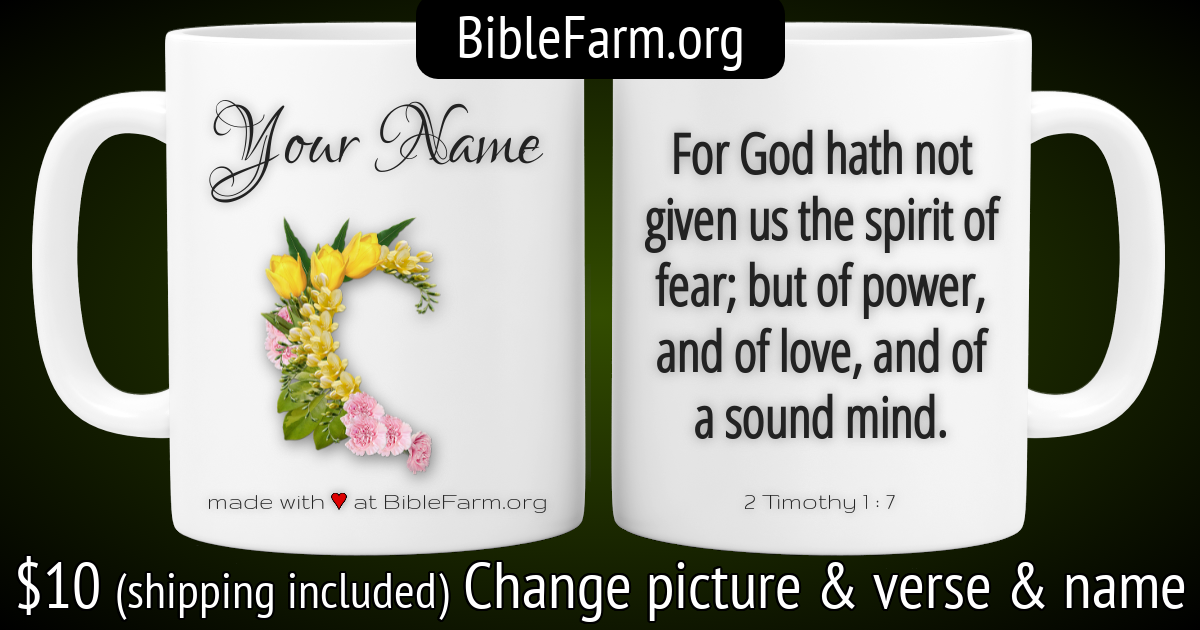 BibleFarm.org
Your Name
made with ♥ at BibleFarm.org
For God hath not
given us the spirit of
fear; but of power,
and of love, and of
a sound mind.
2 Timothy 1 : 7
$10 (shipping included) Change picture & verse & name